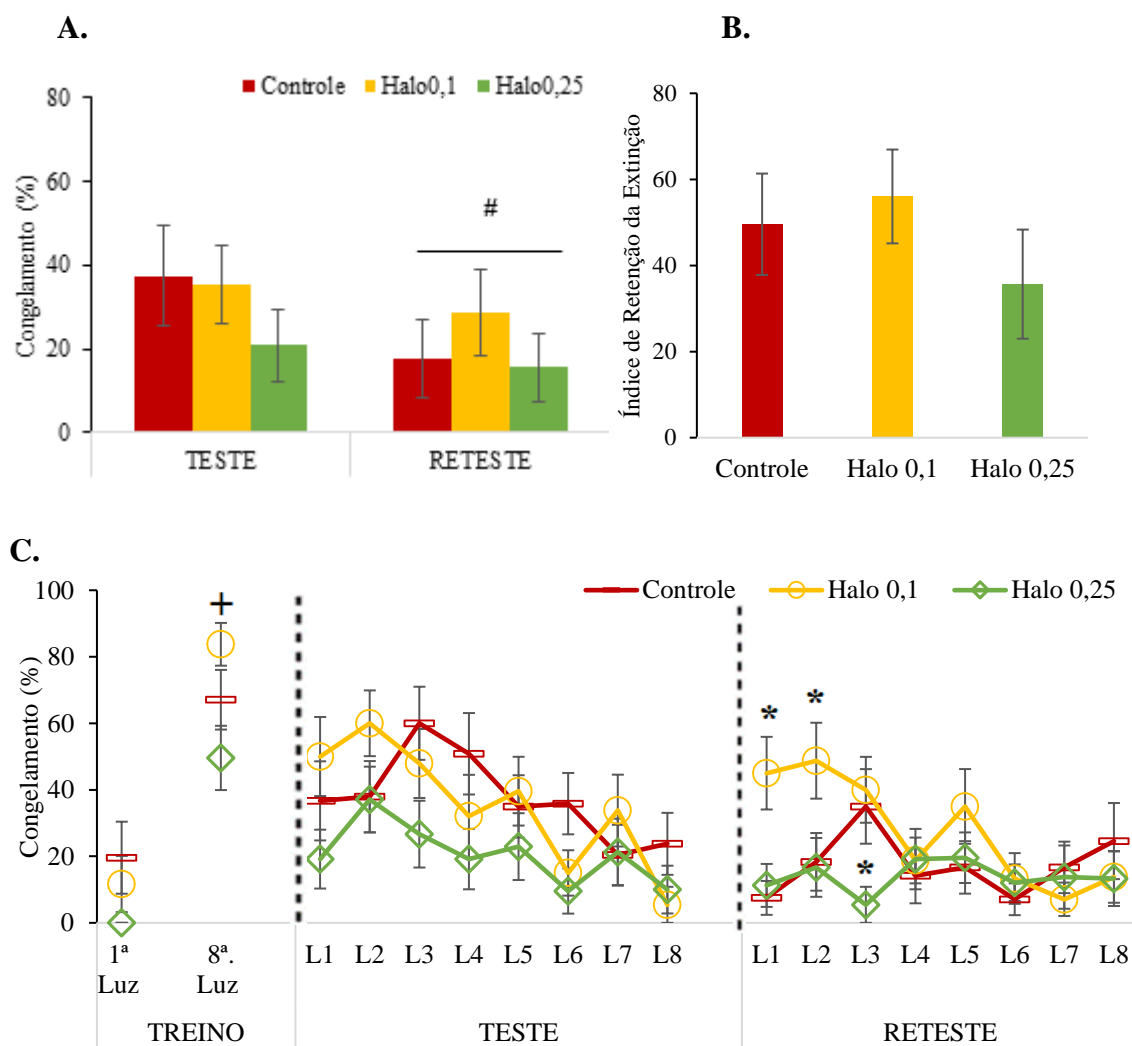 A.
Controle Halo0,1 Halo0,25
Congelamento (%)
80
60
40
20
0
#
TESTE RETESTE
B.
Índice de Retenção da Extinção
80
60
40
20
0
Controle Halo 0,1 Halo 0,25
C.
Controle Halo 0,1 Halo 0,25
Congelamento (%)
100
80
60
40
20
0
+
* *
*
1ª Luz 8ª. Luz L1 L2 L3 L4 L5 L6 L7 L8 L1 L2 L3 L4 L5 L6 L7 L8
TREINO TESTE RETESTE